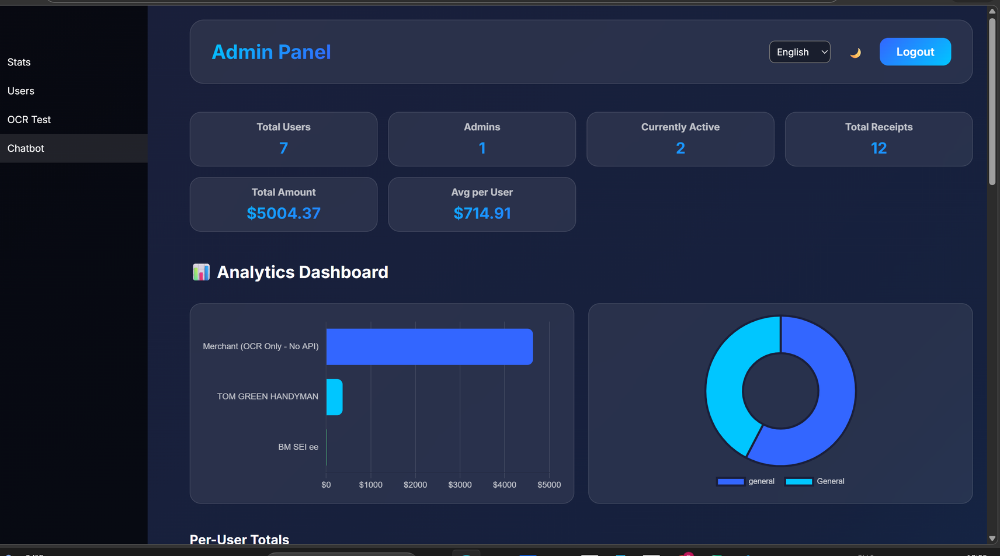 Stats
Users
OCR Test
Chatbot
Admin Panel
English
Logout
Total Users
7
Admins
1
Currently Active
2
Total Receipts
12
Total Amount
$5004.37
Avg per User
$714.91
Analytics Dashboard
Merchant (OCR Only - No API)
TOM GREEN HANDYMAN
BM SEI ee
$0 $1000 $2000 $3000 $4000 $5000
general General
Per-User Totals